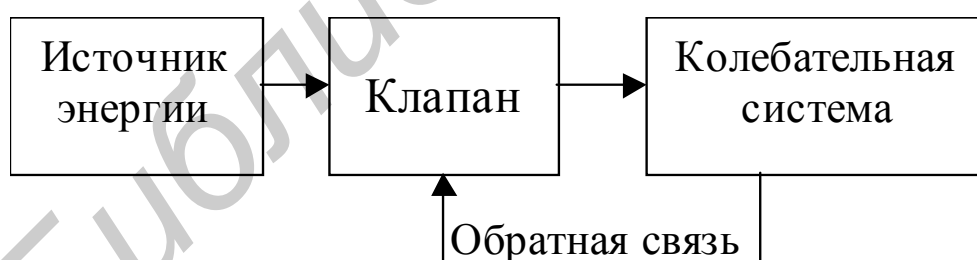 Источник
энергии
Клапан
Колебательная
система
Обратная связь